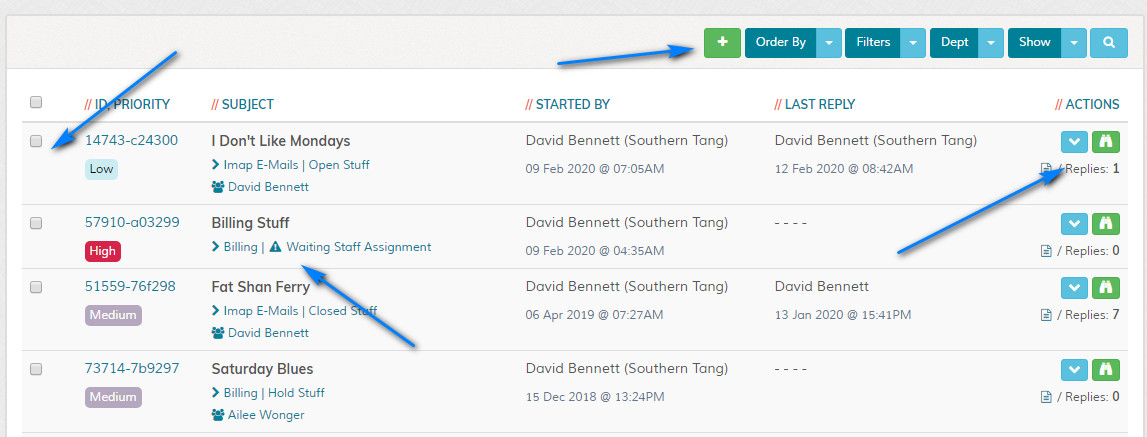 + Order By Filters Dept Show
// ID, PRIORITY // SUBJECT // STARTED BY // LAST REPLY // ACTIONS
14743-c24300 I Don't Like Mondays David Bennett (Southern Tang) David Bennett (Southern Tang)
Low Imap E-Mails | Open Stuff 09 Feb 2020 @ 07:05AM 12 Feb 2020 @ 08:42AM / Replies: 1
David Bennett
57910-a03299 Billing Stuff David Bennett (Southern Tang) - - - -
High Billing | Waiting Staff Assignment 09 Feb 2020 @ 04:35AM / Replies: 0
51559-76f298 Fat Shan Ferry David Bennett (Southern Tang) David Bennett
Medium Imap E-Mails | Closed Stuff 06 Apr 2019 @ 07:27AM 13 Jan 2020 @ 15:41PM / Replies: 7
David Bennett
73714-7b9297 Saturday Blues David Bennett (Southern Tang) - - - -
Medium Billing | Hold Stuff 15 Dec 2018 @ 13:24PM / Replies: 0
Ailee Wonger